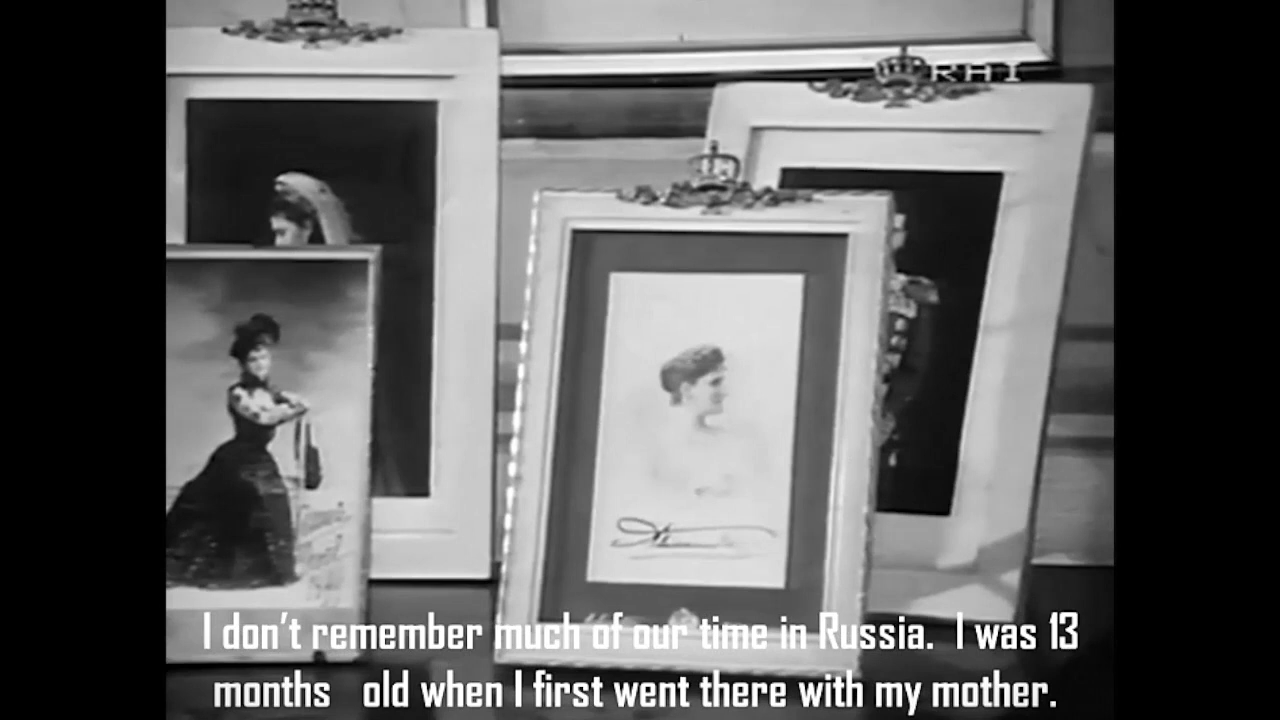 RHI
I don't remember much of our time in Russia. I was 13
months old when I first went there with my mother.